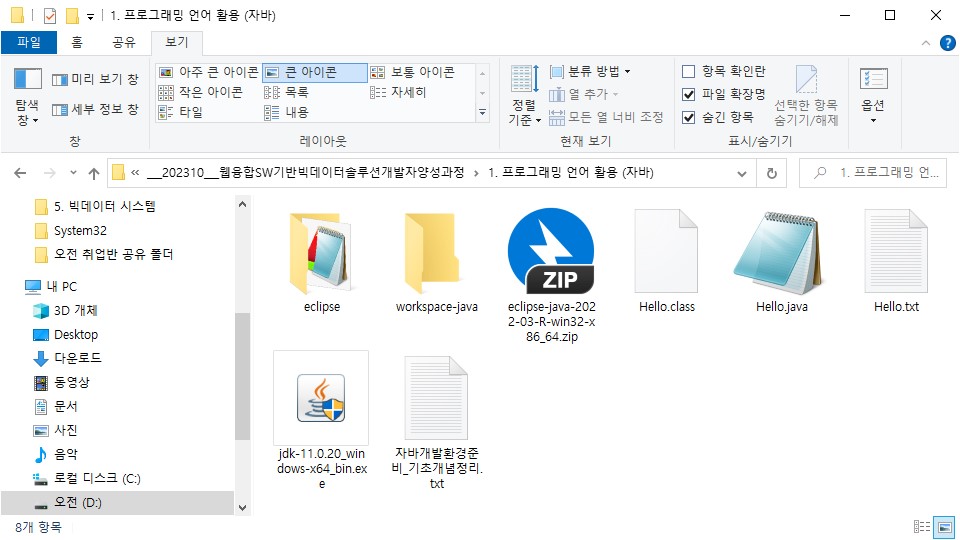 1. 프로그래밍 언어 활용 (자바)
파일 홈 공유 보기
탐색 창
미리 보기 창
세부 정보 창
창
아주 큰 아이콘 큰 아이콘 보통 아이콘
작은 아이콘 목록 자세히
타일 내용
레이아웃
정렬 기준
분류 방법
열 추가
모든 열 너비 조정
현재 보기
항목 확인란
파일 확장명
숨긴 항목
선택한 항목
숨기기/해제
표시/숨기기
옵션
« ___202310___웹융합SW기반빅데이터솔루션개발자양성과정 › 1. 프로그래밍 언어 활용 (자바)
1. 프로그래밍 언...
5. 빅데이터 시스템
System32
오전 취업반 공유 폴더
내 PC
3D 개체
Desktop
다운로드
동영상
문서
사진
음악
로컬 디스크 (C:)
오전 (D:)
eclipse
workspace-java
ZIP
eclipse-java-202
2-03-R-win32-x
86_64.zip
Hello.class
Hello.java
Hello.txt
jdk-11.0.20_win
dows-x64_bin.ex
e
자바개발환경준
비_기초개념정리.
txt
8개 항목